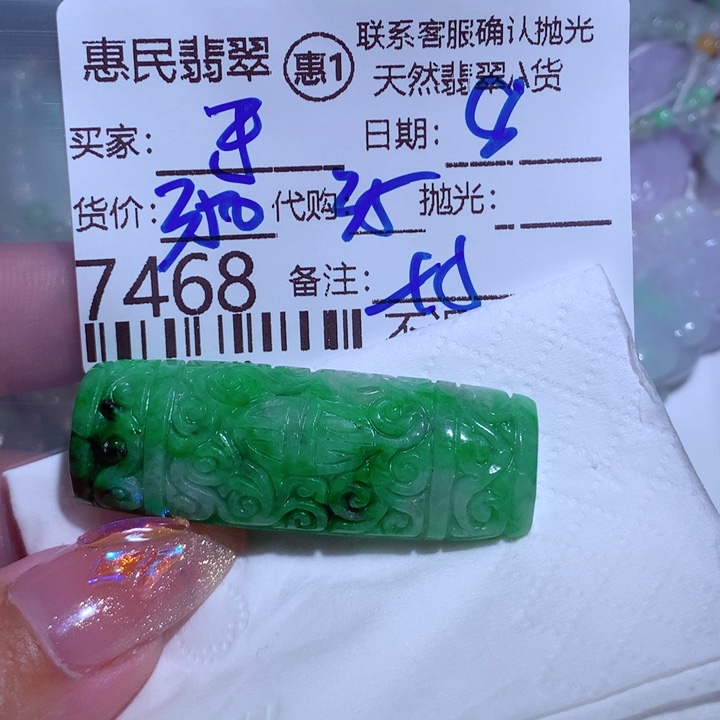 惠民翡翠 惠1 联系客服确认抛光
天然翡翠A货
买家: 日期:
货价: 代购: 35 抛光:
7468 备注: